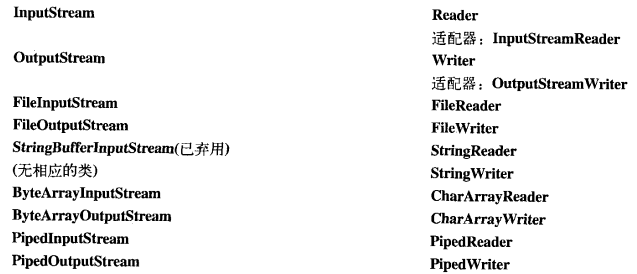 InputStream Reader
适配器：InputStreamReader
OutputStream Writer
适配器：OutputStreamWriter
FileInputStream FileReader
FileOutputStream FileWriter
StringBufferInputStream(已弃用) StringReader
(无相应的类) StringWriter
ByteArrayInputStream CharArrayReader
ByteArrayOutputStream CharArrayWriter
PipedInputStream PipedReader
PipedOutputStream PipedWriter